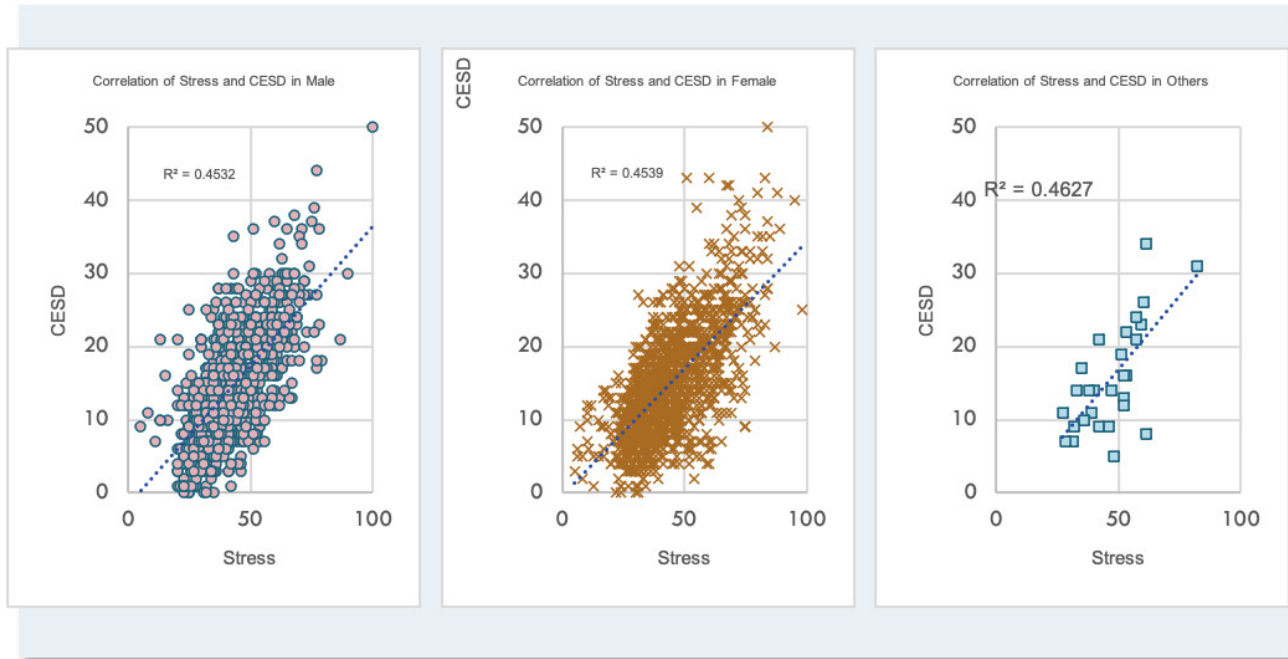 Correlation of Stress and CESD in Male
50
40
30
20
10
0
0 50 100
R² = 0.4532
CESD
Stress
CESD
Correlation of Stress and CESD in Female
50
40
30
20
10
0
0 50 100
R² = 0.4539
Stress
Correlation of Stress and CESD in Others
50
40
30
20
10
0
0 50 100
R² = 0.4627
CESD
Stress